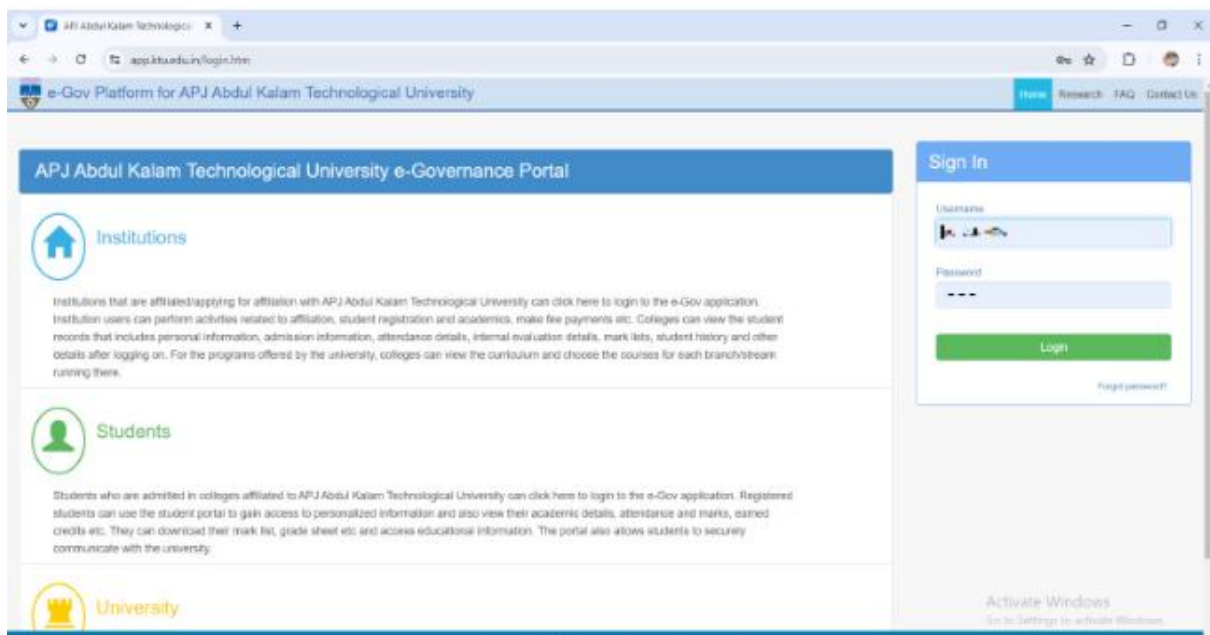 API Abdul Kalam Technologica
app.ktu.edu.in/login.htm
e-Gov Platform for APJ Abdul Kalam Technological University
Home Research FAQ Contact Us
APJ Abdul Kalam Technological University e-Governance Portal
Sign In
Institutions
Username
Password
Institutions that are affiliated/applying for affiliation with APJ Abdul Kalam Technological University can click here to login to the e-Gov application.
Institution users can perform activities related to affiliation, student registration and academics, make fee payments etc. Colleges can view the student
records that includes personal information, admission information, attendance details, internal evaluation details, mark lists, student history and other
details after logging on. For the programs offered by the university, colleges can view the curriculum and choose the courses for each branch/stream
running there.
Login
Forgot password?
Students
Students who are admitted in colleges affiliated to APJ Abdul Kalam Technological University can click here to login to the e-Gov application. Registered
students can use the student portal to gain access to personalized information and also view their academic details, attendance and marks, earned
credits etc. They can download their mark list, grade sheet etc and access educational information. The portal also allows students to securely
communicate with the university.
University
Activate Windows
Go to Settings to activate Windows.